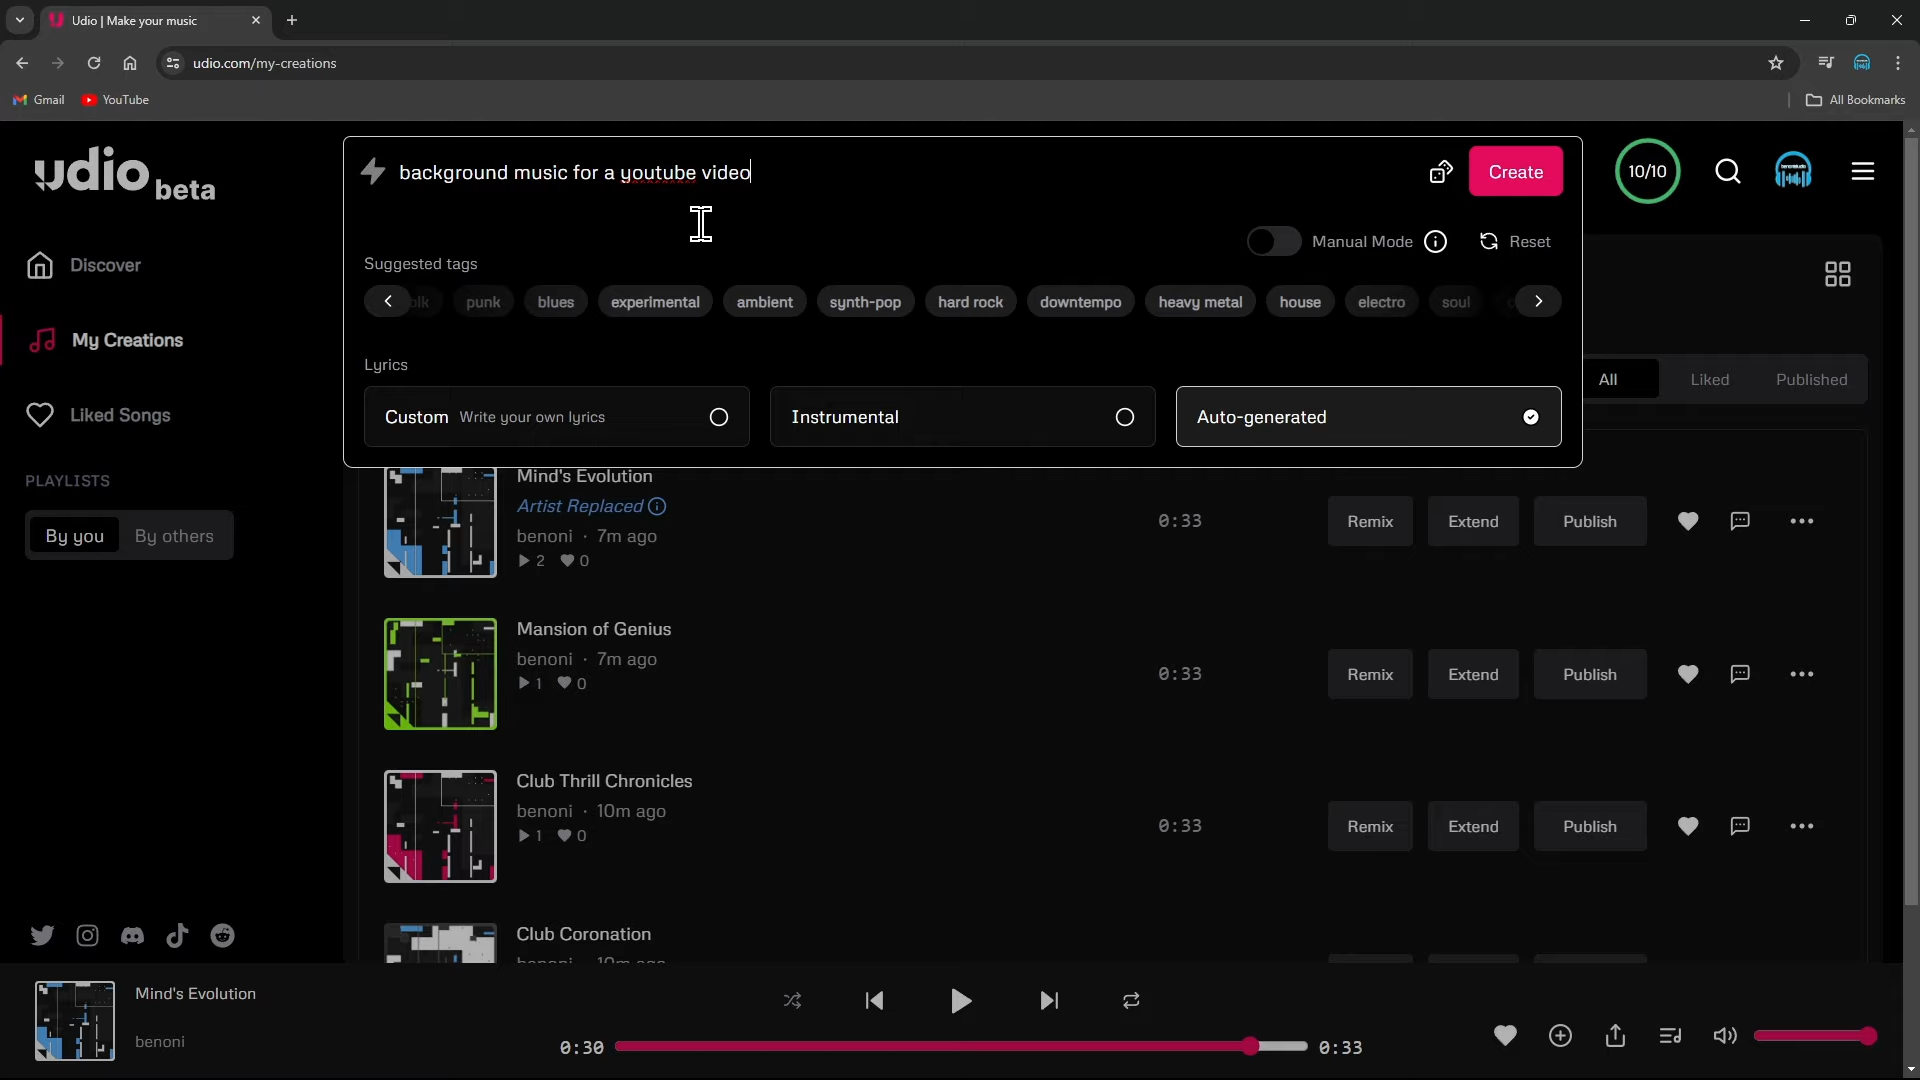 Udio | Make your music
udio.com/my-creations
Gmail
YouTube
All Bookmarks
udio beta
background music for a youtube video
Create
10/10
Manual Mode
Reset
Discover
Suggested tags
punk
blues
experimental
ambient
synth-pop
hard rock
downtempo
heavy metal
house
electro
soul
My Creations
Lyrics
All
Liked
Published
Custom Write your own lyrics
Instrumental
Auto-generated
Liked Songs
PLAYLISTS
By you
By others
Mind's Evolution
Artist Replaced
benoni · 7m ago
2
0
0:33
Remix
Extend
Publish
Mansion of Genius
benoni · 7m ago
1
0
0:33
Remix
Extend
Publish
Club Thrill Chronicles
benoni · 10m ago
1
0
0:33
Remix
Extend
Publish
Club Coronation
Mind's Evolution
benoni
0:30
0:33